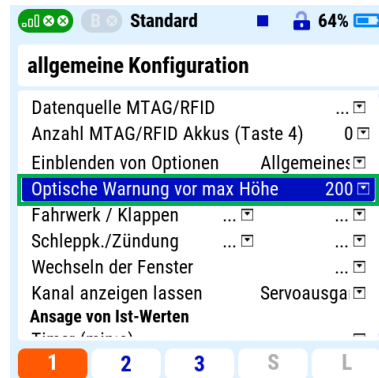 B Standard 64%
allgemeine Konfiguration
Datenquelle MTAG/RFID ...
Anzahl MTAG/RFID Akkus (Taste 4) 0
Einblenden von Optionen Allgemeines
Optische Warnung vor max Höhe 200
Fahrwerk / Klappen ... ...
Schleppk./Zündung ... ...
Wechseln der Fenster ...
Kanal anzeigen lassen Servoausga
Ansage von Ist-Werten
1 2 3 S L